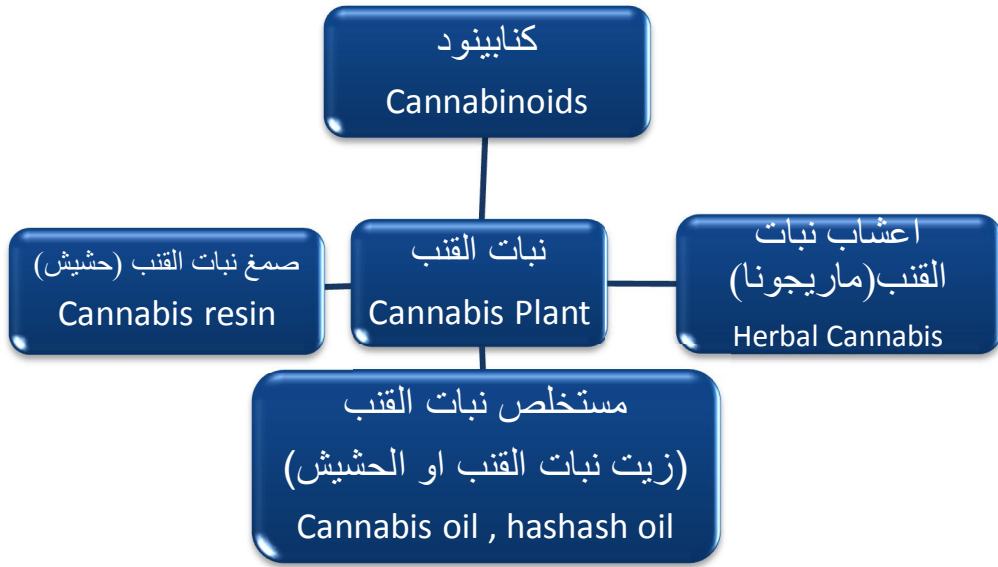 كنابينود
Cannabinoids
صمغ نبات القنب (حشيش)
Cannabis resin
نبات القنب
Cannabis Plant
اعشاب نبات
القنب(ماريجونا)
Herbal Cannabis
مستخلص نبات القنب
(زيت نبات القنب او الحشيش)
Cannabis oil , hashash oil